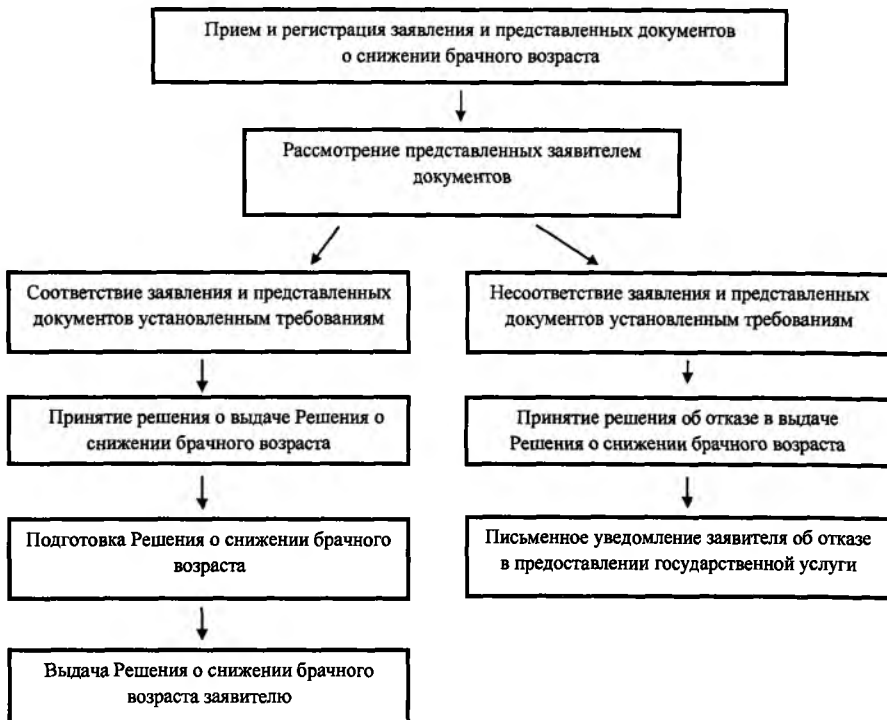 Прием и регистрация заявления и представленных документов
о снижении брачного возраста
Рассмотрение представленных заявителем
документов
Соответствие заявления и представленных
документов установленным требованиям
Несоответствие заявления и представленных
документов установленным требованиям
Принятие решения о выдаче Решения о
снижении брачного возраста
Принятие решения об отказе в выдаче
Решения о снижении брачного возраста
Подготовка Решения о снижении брачного
возраста
Письменное уведомление заявителя об отказе
в предоставлении государственной услуги
Выдача Решения о снижении брачного
возраста заявителю